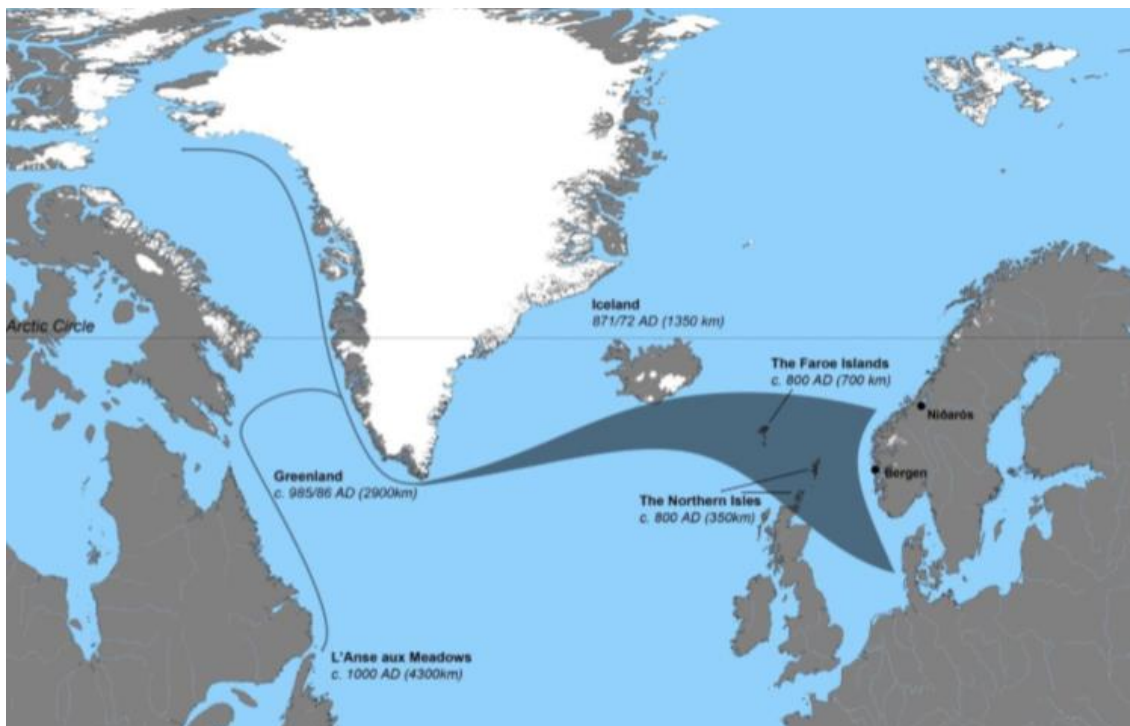 Iceland
871/72 AD (1350 km)
Arctic Circle
The Faroe Islands
c. 800 AD (700 km)
Niðarós
Bergen
Greenland
c. 985/86 AD (2900km)
The Northern Isles
c. 800 AD (350km)
L'Anse aux Meadows
c. 1000 AD (4300km)